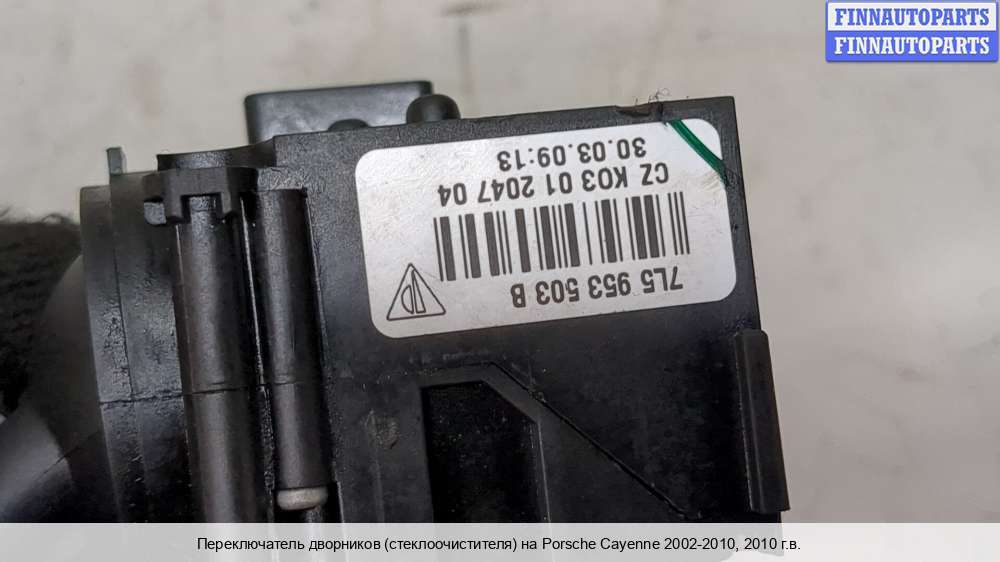 FINNAUTOPARTS
FINNAUTOPARTS
7L5 953 503 B
CZ K03 01 2047 04
30.03.09:13
Переключатель дворников (стеклоочистителя) на Porsche Cayenne 2002-2010, 2010 г.в.